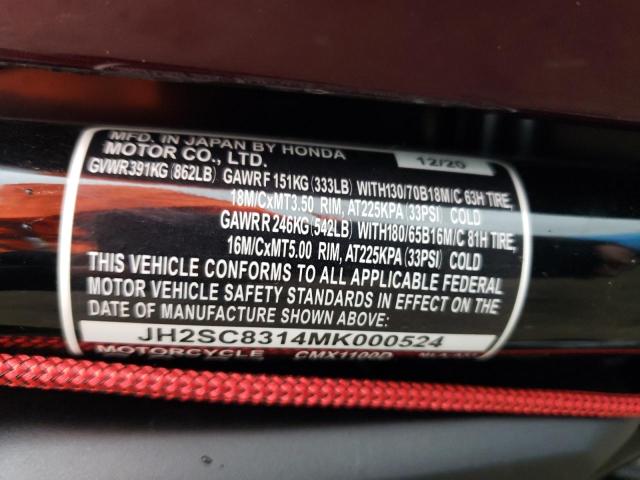 MFD. IN JAPAN BY HONDA
MOTOR CO., LTD. 12/20
GVWR391KG (862LB) GAWRF 151KG (333LB) WITH130/70B18M/C 63H TIRE,
18M/CxMT3.50 RIM, AT225KPA (33PSI) COLD
GAWRR 246KG (542LB) WITH180/65B16M/C 81H TIRE,
16M/CxMT5.00 RIM, AT225KPA (33PSI) COLD
THIS VEHICLE CONFORMS TO ALL APPLICABLE FEDERAL
MOTOR VEHICLE SAFETY STANDARDS IN EFFECT ON THE
DATE OF MANUFACTURE SHOWN ABOVE:
JH2SC8314MK000524
MOTORCYCLE CMX1100D